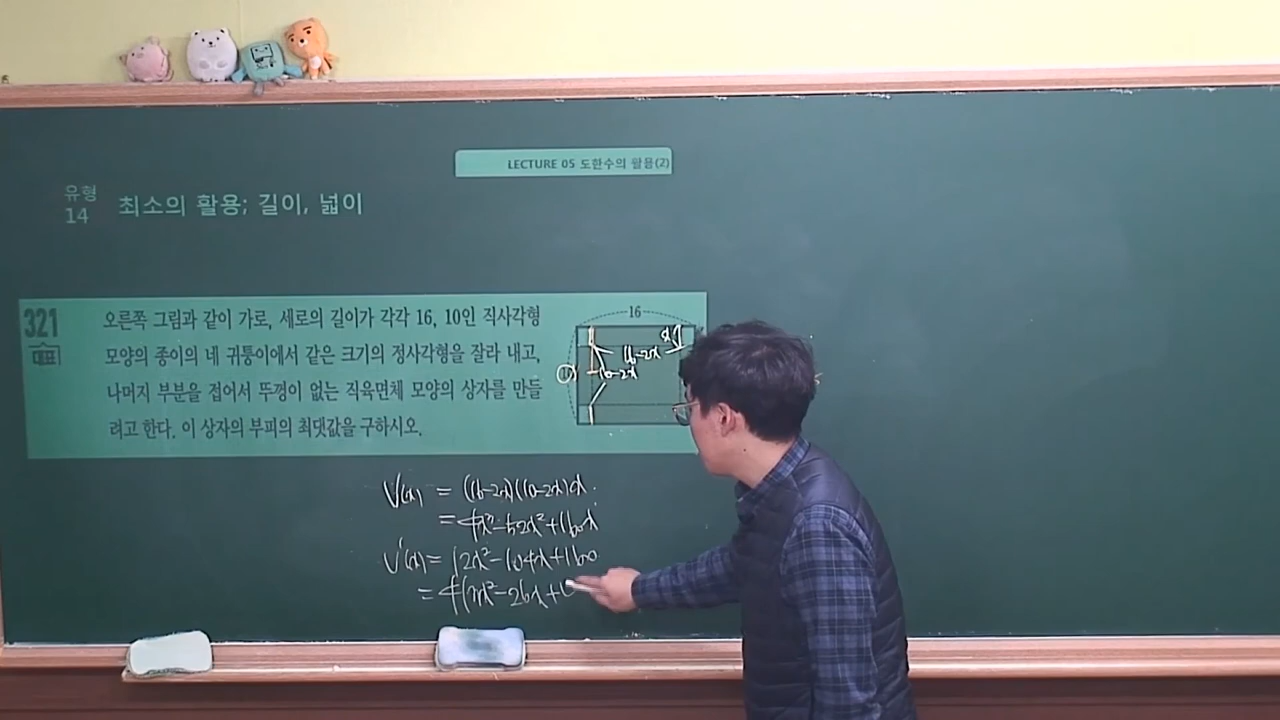 LECTURE 05 도함수의 활용(2)
유형
14
최소의 활용; 길이, 넓이
321
대표
오른쪽 그림과 같이 가로, 세로의 길이가 각각 16, 10인 직사각형
모양의 종이의 네 귀퉁이에서 같은 크기의 정사각형을 잘라 내고,
나머지 부분을 접어서 뚜껑이 없는 직육면체 모양의 상자를 만들
려고 한다. 이 상자의 부피의 최댓값을 구하시오.
16
x
16-2x
10-2x
V(x) = (16-2x)(10-2x)x.
= 4x³-52x²+160x
V'(x) = 12x²-104x+160
= 4(3x²-26x+